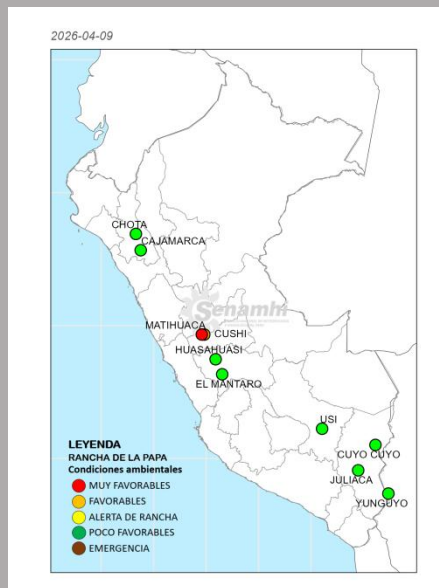 2026-04-09
CHOTA
CAJAMARCA
Senamhi
MATIHUACA
CUSHI
HUASAHUASI
EL MANTARO
USI
CUYO CUYO
JULIACA
YUNGUYO
LEYENDA
RANCHA DE LA PAPA
Condiciones ambientales
MUY FAVORABLES
FAVORABLES
ALERTA DE RANCHA
POCO FAVORABLES
EMERGENCIA